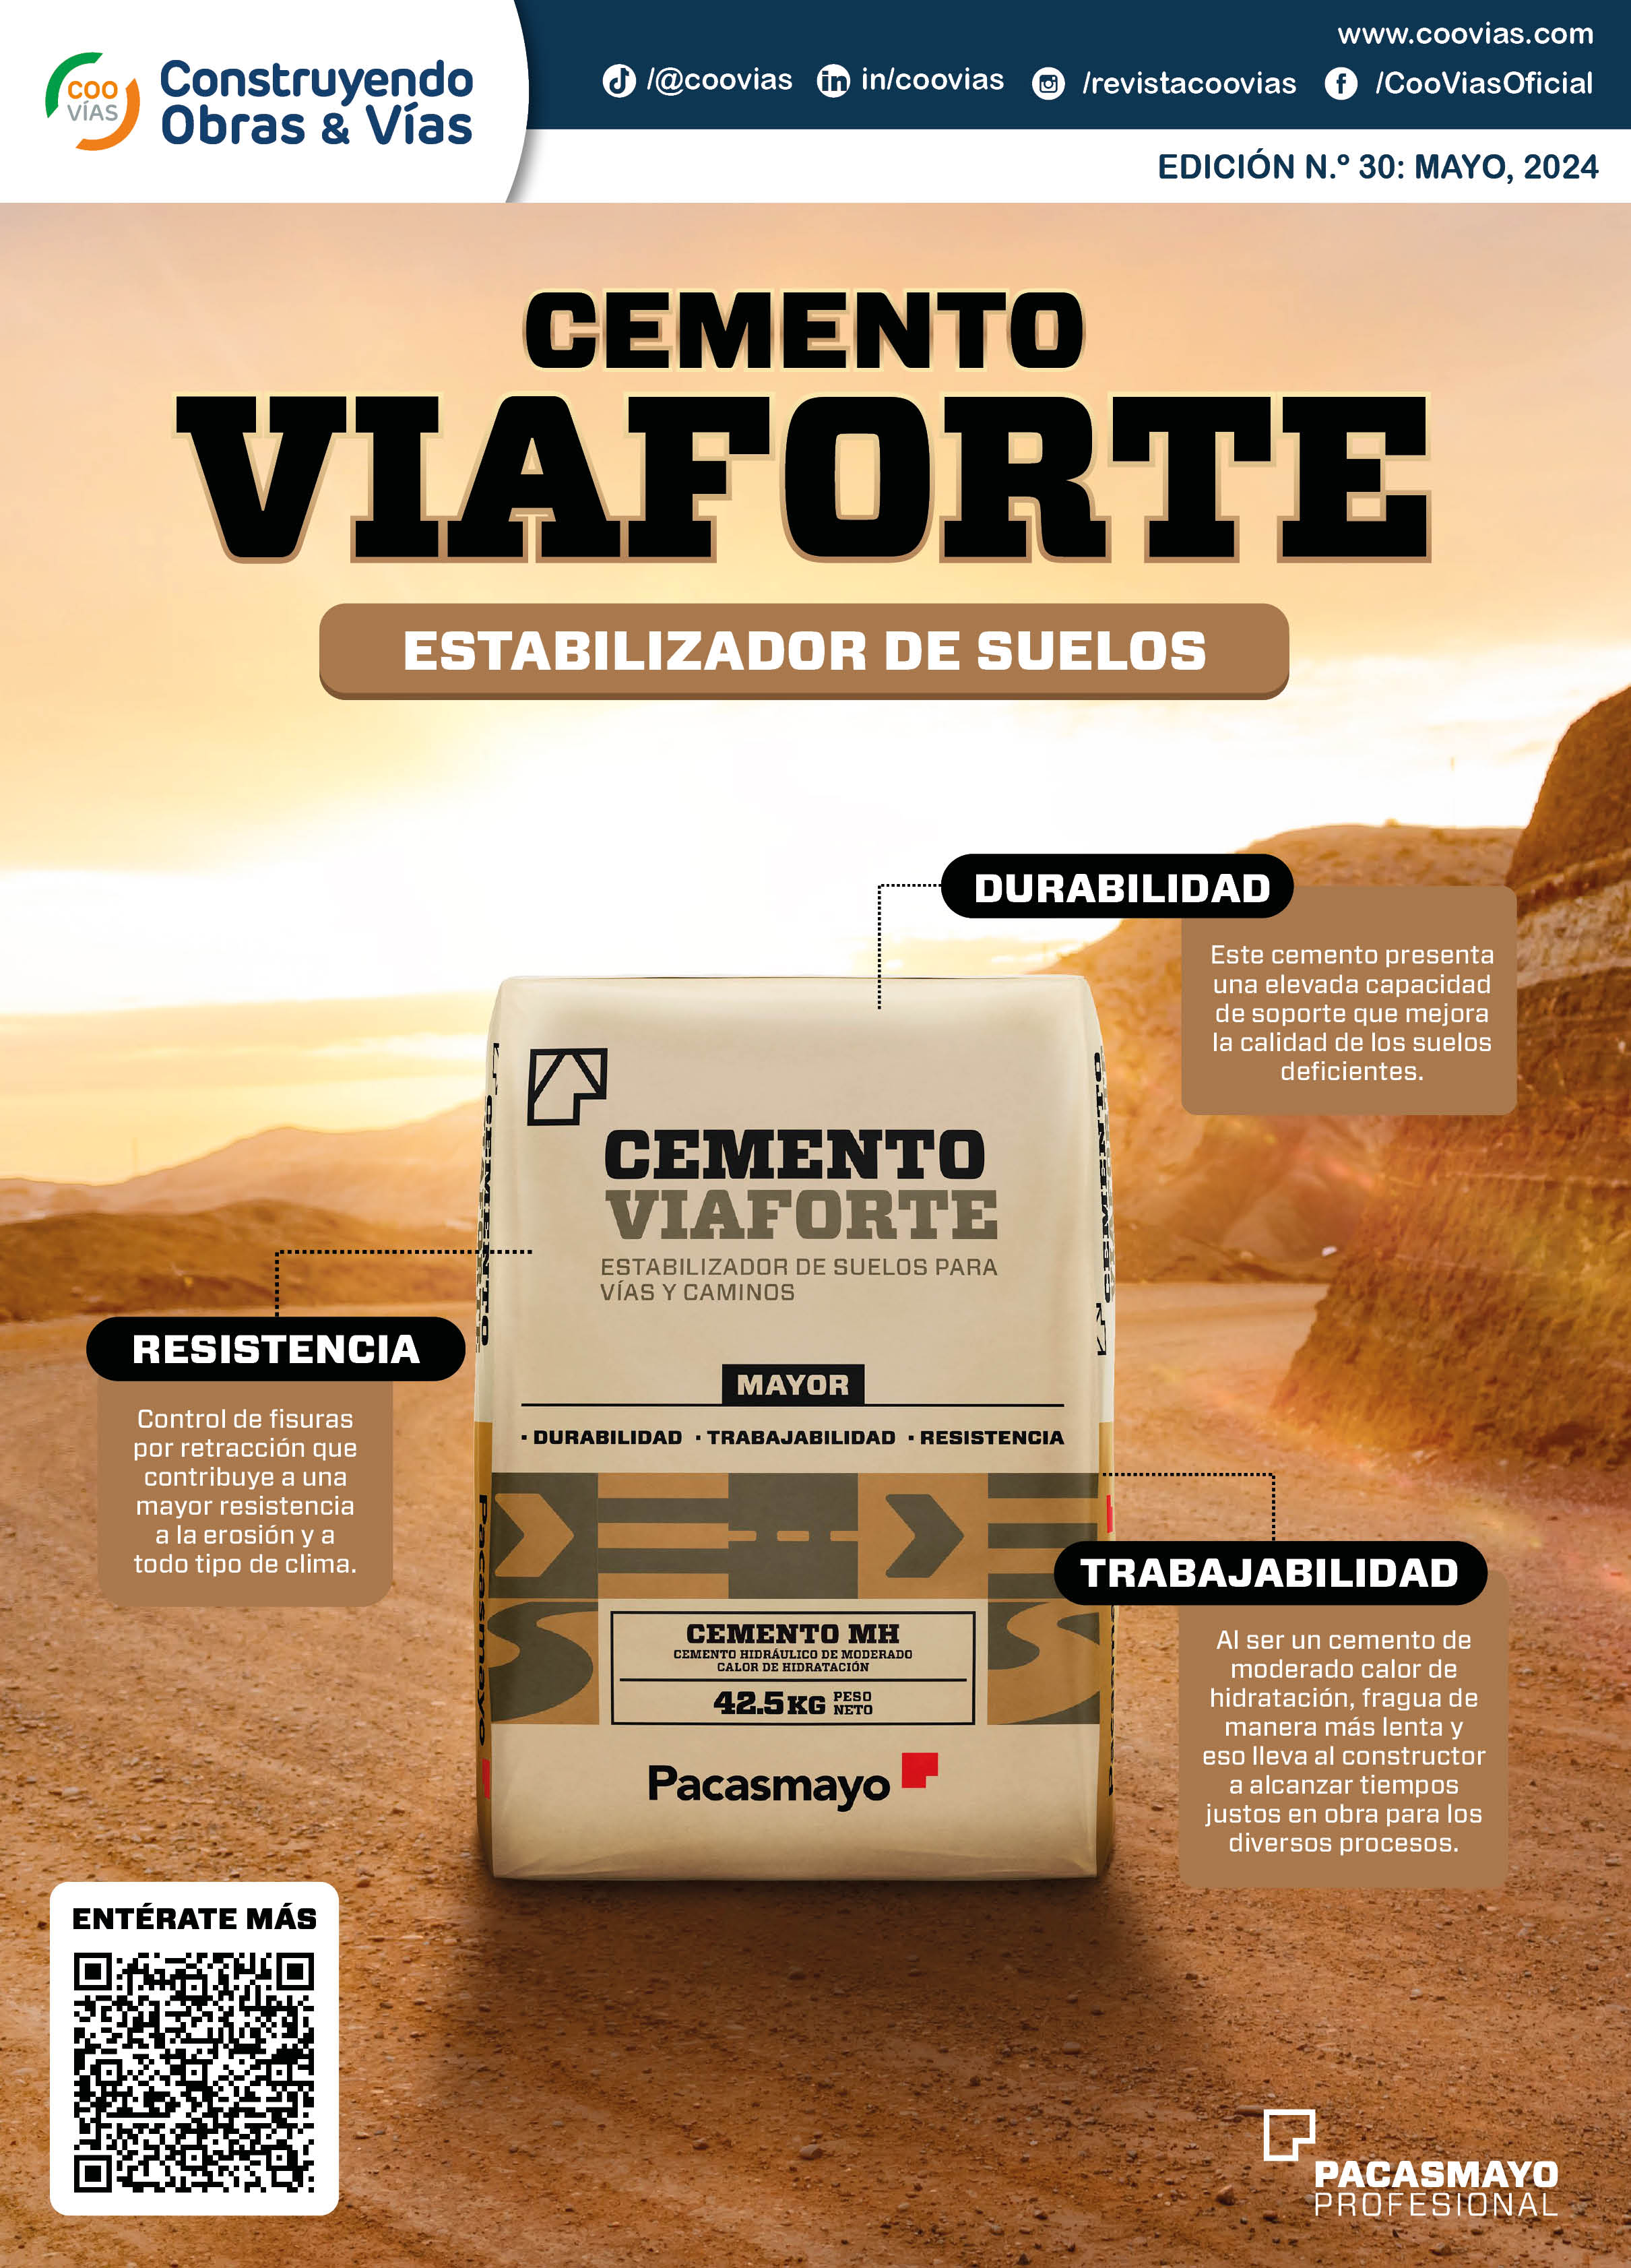 COO
VÍAS
Construyendo
Obras & Vías
www.coovias.com
/@coovias in/coovias /revistacoovias /CooViasOficial
EDICIÓN N.º 30: MAYO, 2024
CEMENTO
VIAFORTE
ESTABILIZADOR DE SUELOS
DURABILIDAD
Este cemento presenta
una elevada capacidad
de soporte que mejora
la calidad de los suelos
deficientes.
CEMENTO
VIAFORTE
ESTABILIZADOR DE SUELOS PARA
VÍAS Y CAMINOS
MAYOR
· DURABILIDAD · TRABAJABILIDAD · RESISTENCIA
CEMENTO MH
CEMENTO HIDRÁULICO DE MODERADO
CALOR DE HIDRATACIÓN
42.5 KG PESO
NETO
Pacasmayo
CEMENTO
Pacasmayo
RESISTENCIA
Control de fisuras
por retracción que
contribuye a una
mayor resistencia
a la erosión y a
todo tipo de clima.
TRABAJABILIDAD
Al ser un cemento de
moderado calor de
hidratación, fragua de
manera más lenta y
eso lleva al constructor
a alcanzar tiempos
justos en obra para los
diversos procesos.
ENTÉRATE MÁS
PACASMAYO
PROFESIONAL